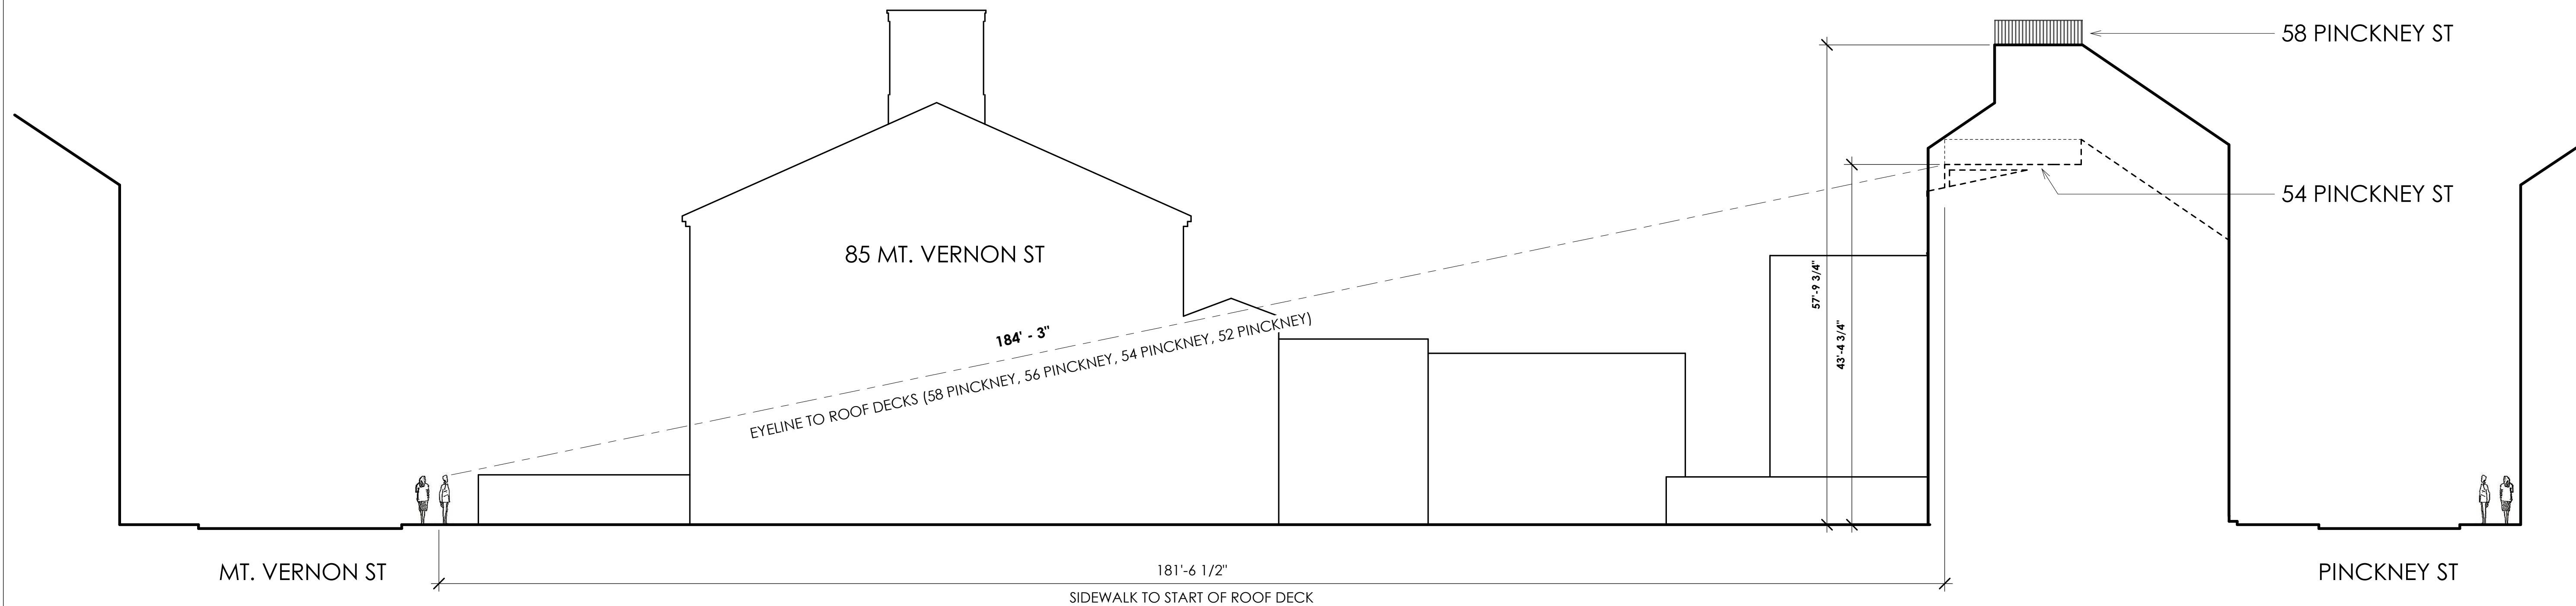 58 PINCKNEY ST
54 PINCKNEY ST
85 MT. VERNON ST
57'-9 3/4"
43'-4 3/4"
184' - 3"
EYELINE TO ROOF DECKS (58 PINCKNEY, 56 PINCKNEY, 54 PINCKNEY, 52 PINCKNEY)
MT. VERNON ST
181'-6 1/2"
PINCKNEY ST
SIDEWALK TO START OF ROOF DECK